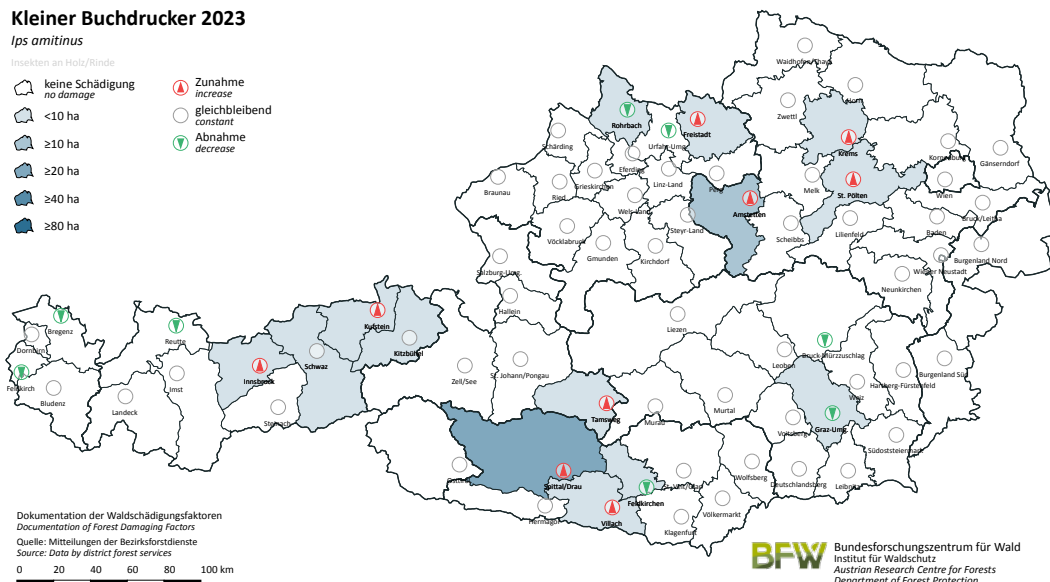 Kleiner Buchdrucker 2023
Ips amitinus
Insekten an Holz/Rinde
keine Schädigung
no damage
<10 ha
≥10 ha
≥20 ha
≥40 ha
≥80 ha
Zunahme
increase
gleichbleibend
constant
Abnahme
decrease
Waidhofen/Thaya
Horn
Zwettl
Rohrbach
Freistadt
Urfahr-Umg.
Schärding
Krems
Korneuburg
Gänserndorf
Eferding
Grieskirchen
Linz-Land
Perg
Melk
St. Pölten
Wien
Braunau
Ried
Wels-Land
Amstetten
Bruck/Leitha
Steyr-Land
Scheibbs
Lilienfeld
Baden
Vöcklabruck
Gmunden
Kirchdorf
Burgenland Nord
Salzburg-Umg.
Wiener Neustadt
Neunkirchen
Hallein
Liezen
Bregenz
Reutte
Kufstein
Dornbirn
Kitzbühel
Schwaz
Bruck-Mürzzuschlag
Leoben
Feldkirch
Imst
Innsbruck
Zell/See
St. Johann/Pongau
Hartberg-Fürstenfeld
Burgenland Süd
Bludenz
Landeck
Steinach
Tamsweg
Murau
Murtal
Weiz
Voitsberg
Graz-Umg.
Südoststeiermark
Osttirol
Spittal/Drau
St. Veit/Glan
Wolfsberg
Deutschlandsberg
Leibnitz
Hermagor
Villach
Feldkirchen
Klagenfurt
Völkermarkt
Dokumentation der Waldschädigungsfaktoren
Documentation of Forest Damaging Factors
Quelle: Mitteilungen der Bezirksforstdienste
Source: Data by district forest services
0 20 40 60 80 100 km
BFW
Bundesforschungszentrum für Wald
Institut für Waldschutz
Austrian Research Centre for Forests
Department of Forest Protection